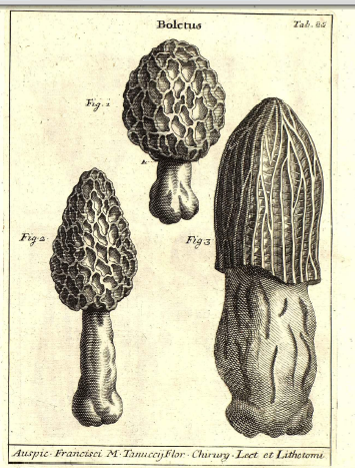 Boletus
Tab. 85
Fig. 1
Fig. 2
Fig. 3
Auspic. Francisci M. Tanuccij Flor. Chirurg. Lect et Lithotomi